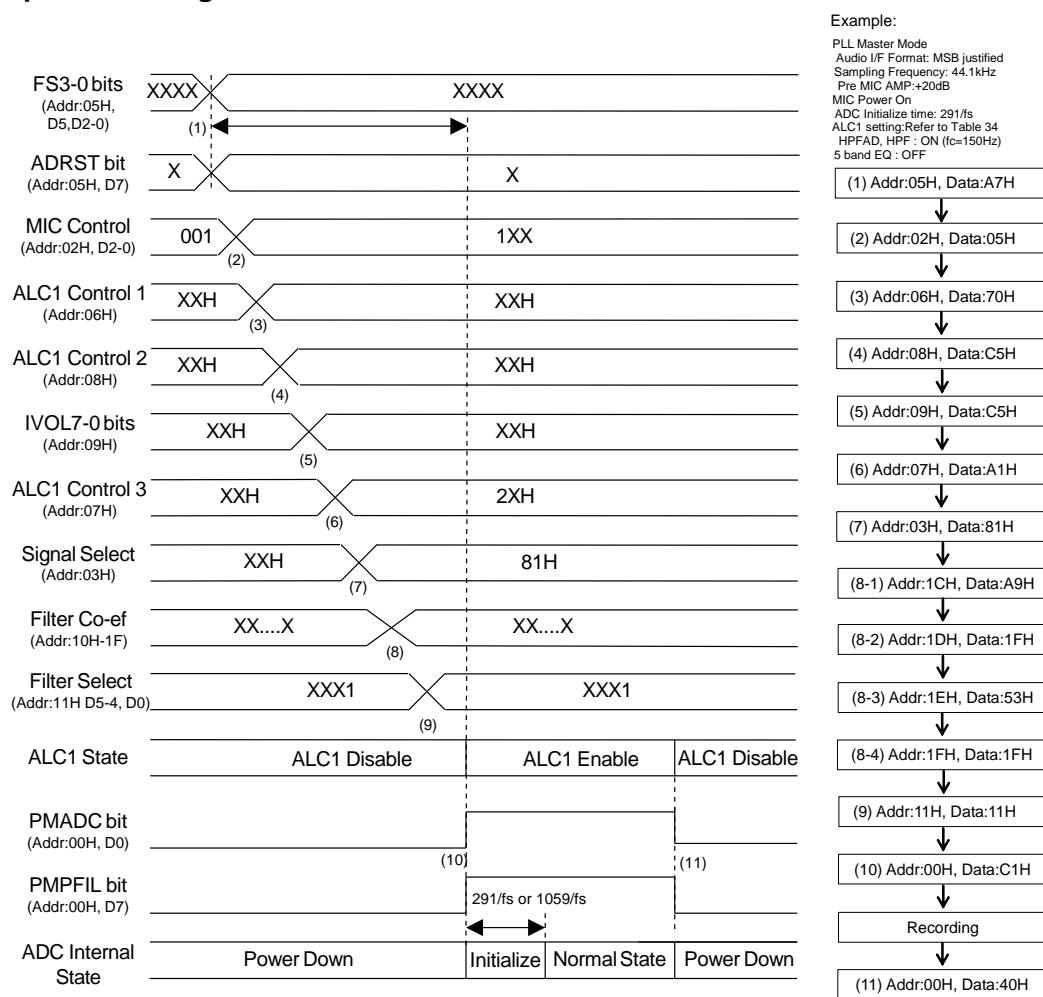 Example:
PLL Master Mode
Audio I/F Format: MSB justified
Sampling Frequency: 44.1kHz
Pre MIC AMP:+20dB
MIC Power On
ADC Initialize time: 291/fs
ALC1 setting:Refer to Table 34
HPFAD, HPF : ON (fc=150Hz)
5 band EQ : OFF
FS3-0 bits
(Addr:05H,
D5,D2-0)
XXXX
XXXX
(1)
ADRST bit
(Addr:05H, D7)
X
X
MIC Control
(Addr:02H, D2-0)
001
1XX
(2)
ALC1 Control 1
(Addr:06H)
XXH
XXH
(3)
ALC1 Control 2
(Addr:08H)
XXH
XXH
(4)
IVOL7-0 bits
(Addr:09H)
XXH
XXH
(5)
ALC1 Control 3
(Addr:07H)
XXH
2XH
(6)
Signal Select
(Addr:03H)
XXH
81H
(7)
Filter Co-ef
(Addr:10H-1F)
XX....X
XX....X
(8)
Filter Select
(Addr:11H D5-4, D0)
XXX1
XXX1
(9)
ALC1 State
ALC1 Disable
ALC1 Enable
ALC1 Disable
PMADC bit
(Addr:00H, D0)
(10)
(11)
PMPFIL bit
(Addr:00H, D7)
291/fs or 1059/fs
ADC Internal
State
Power Down
Initialize
Normal State
Power Down
(1) Addr:05H, Data:A7H
(2) Addr:02H, Data:05H
(3) Addr:06H, Data:70H
(4) Addr:08H, Data:C5H
(5) Addr:09H, Data:C5H
(6) Addr:07H, Data:A1H
(7) Addr:03H, Data:81H
(8-1) Addr:1CH, Data:A9H
(8-2) Addr:1DH, Data:1FH
(8-3) Addr:1EH, Data:53H
(8-4) Addr:1FH, Data:1FH
(9) Addr:11H, Data:11H
(10) Addr:00H, Data:C1H
Recording
(11) Addr:00H, Data:40H